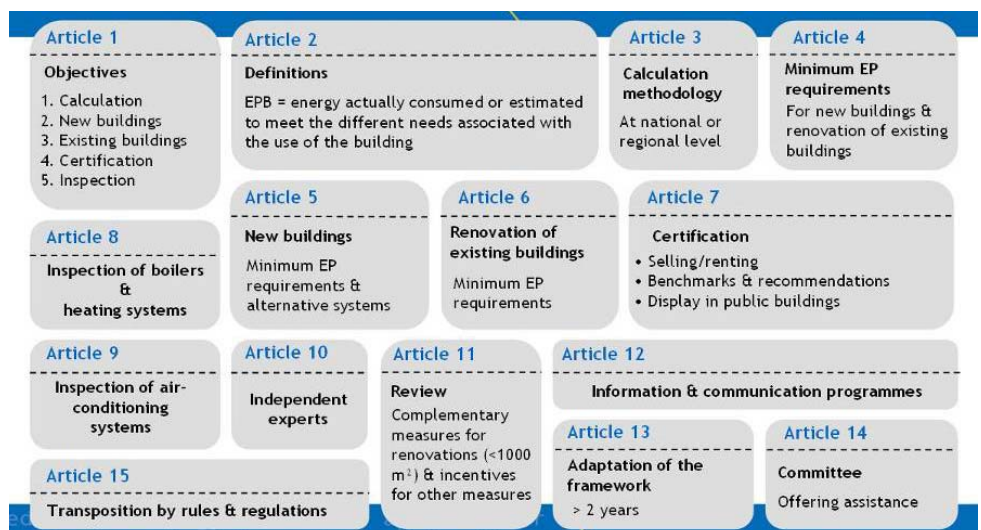 Article 1
Objectives
1. Calculation
2. New buildings
3. Existing buildings
4. Certification
5. Inspection
Article 2
Definitions
EPB = energy actually consumed or estimated
to meet the different needs associated with
the use of the building
Article 3
Calculation
methodology
At national or
regional level
Article 4
Minimum EP
requirements
For new buildings &
renovation of existing
buildings
Article 5
New buildings
Minimum EP
requirements &
alternative systems
Article 6
Renovation of
existing buildings
Minimum EP
requirements
Article 7
Certification
• Selling/renting
• Benchmarks & recommendations
• Display in public buildings
Article 8
Inspection of boilers
&
heating systems
Article 9
Inspection of air-
conditioning
systems
Article 10
Independent
experts
Article 11
Review
Complementary
measures for
renovations (<1000
m²) & incentives
for other measures
Article 12
Information & communication programmes
Article 13
Adaptation of the
framework
> 2 years
Article 14
Committee
Offering assistance
Article 15
Transposition by rules & regulations